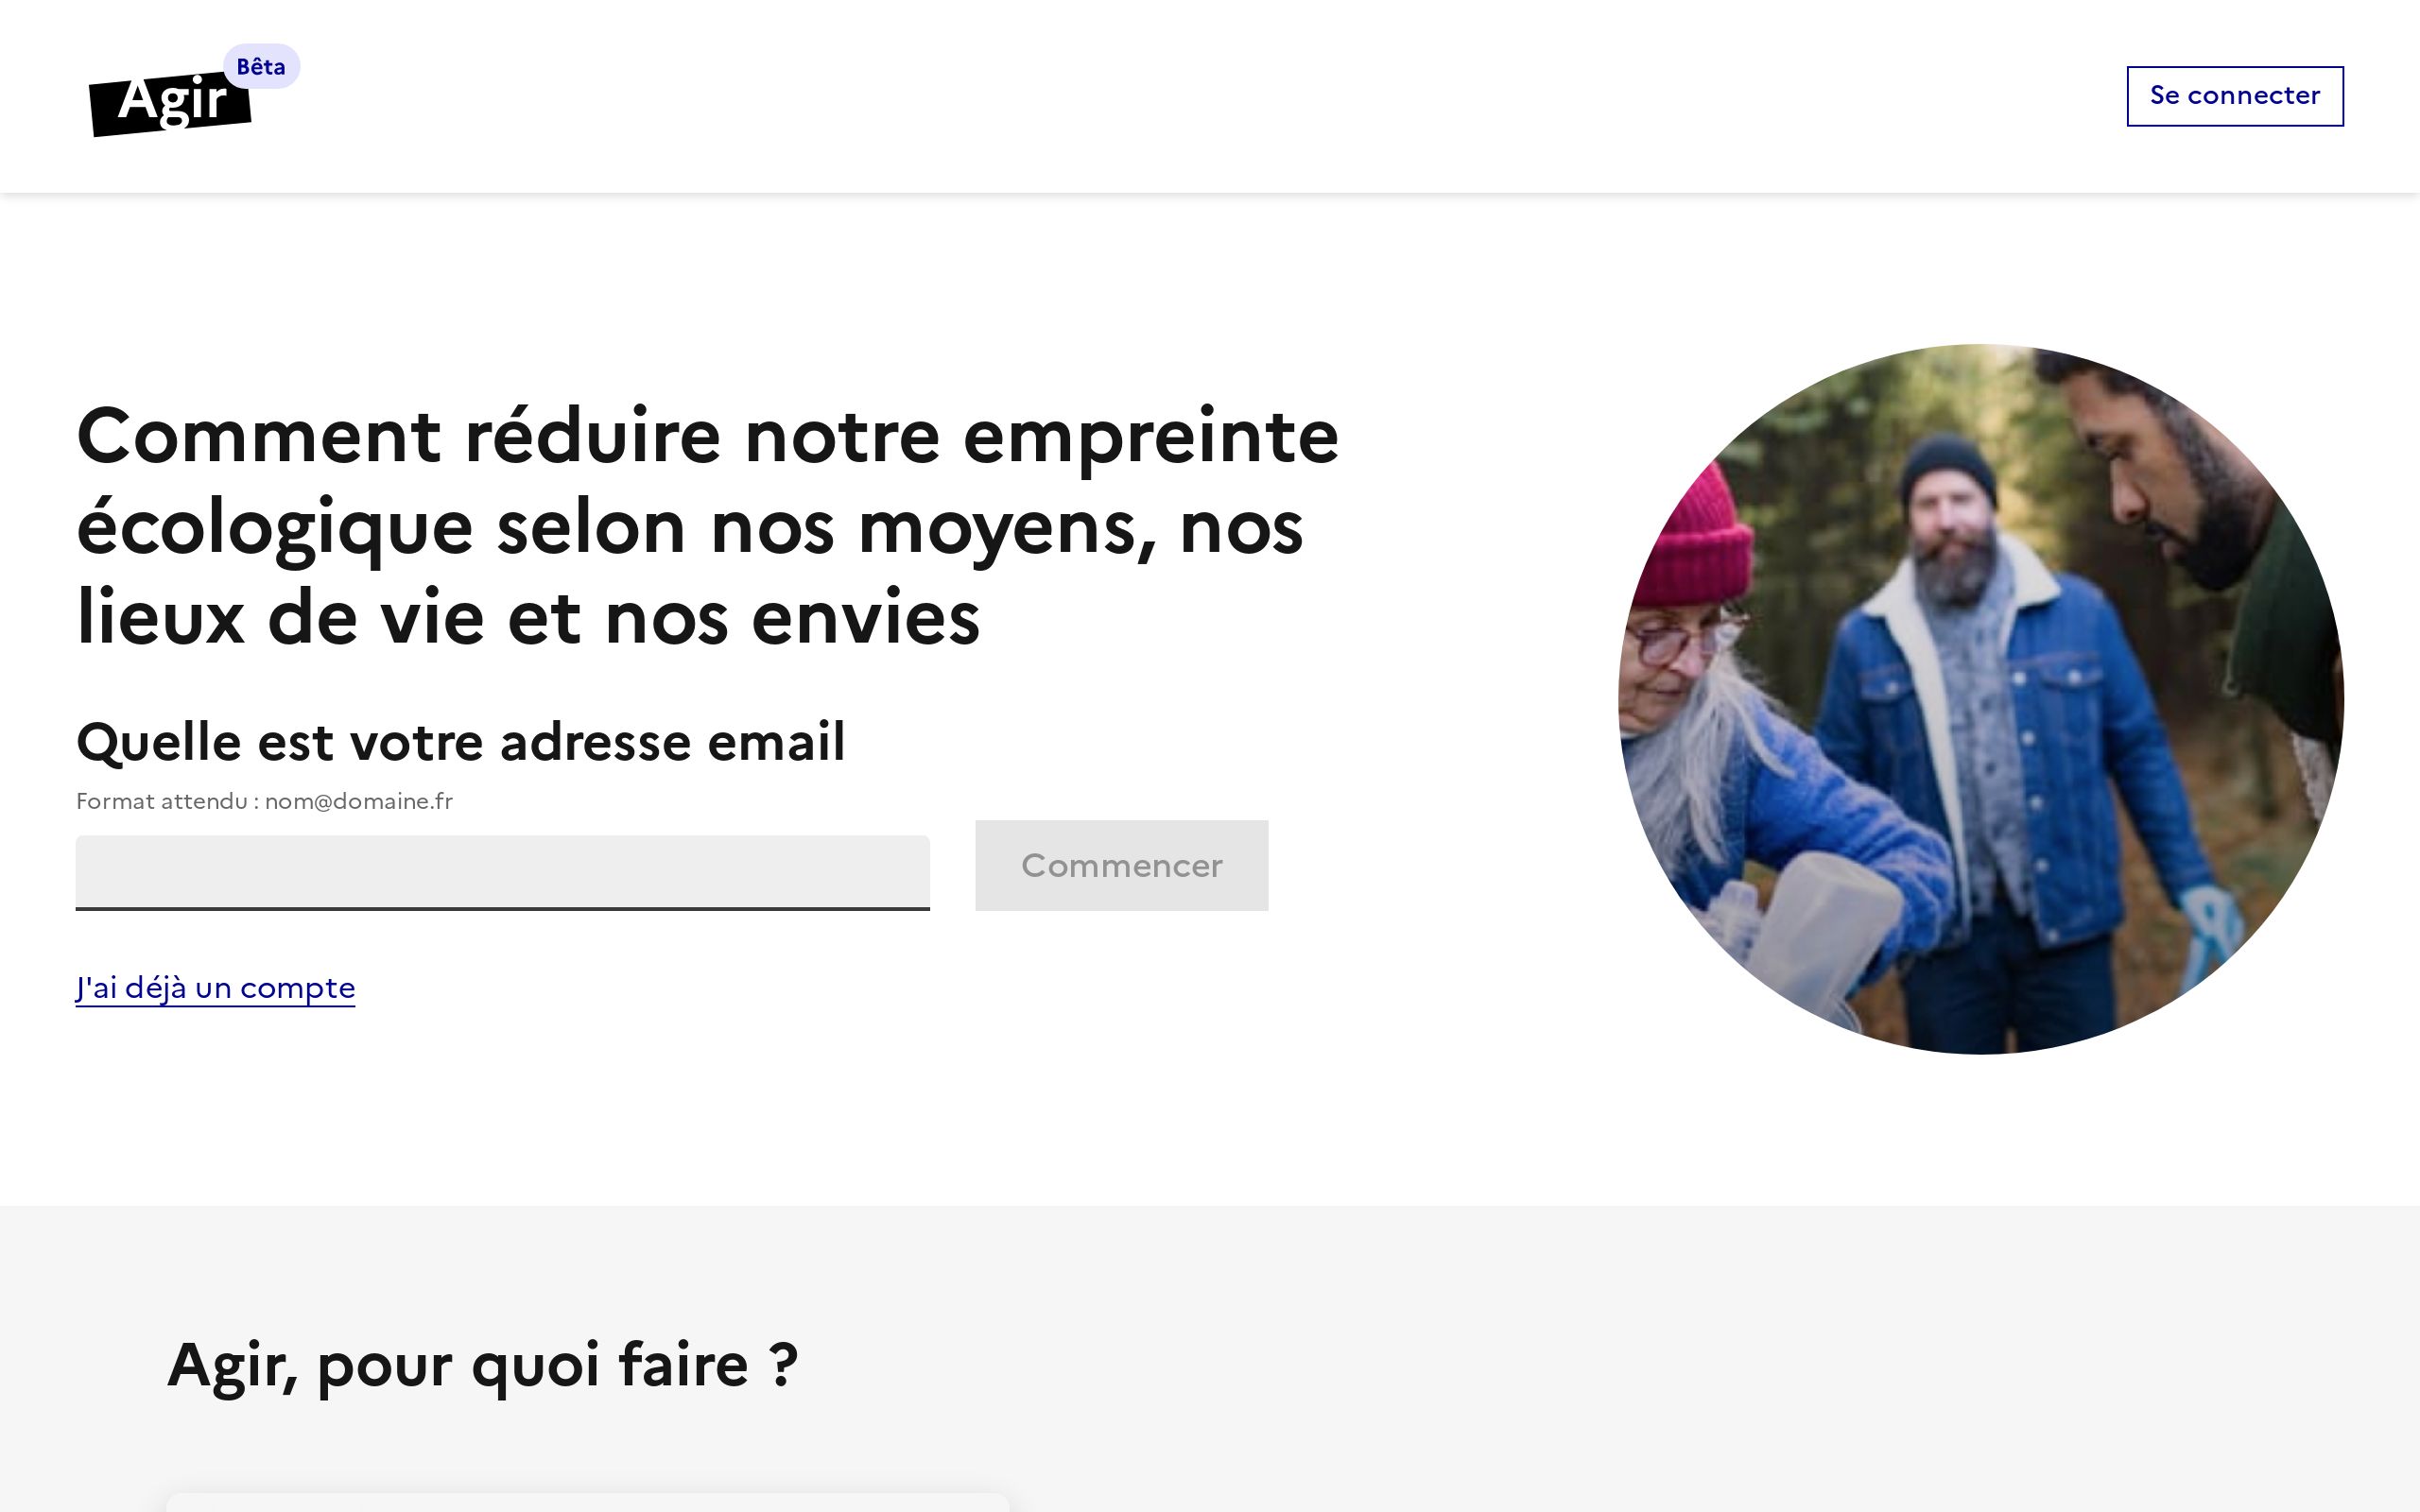 Agir
Bêta
Se connecter
Comment réduire notre empreinte
écologique selon nos moyens, nos
lieux de vie et nos envies
Quelle est votre adresse email
Format attendu : nom@domaine.fr
Commencer
J'ai déjà un compte
Agir, pour quoi faire ?